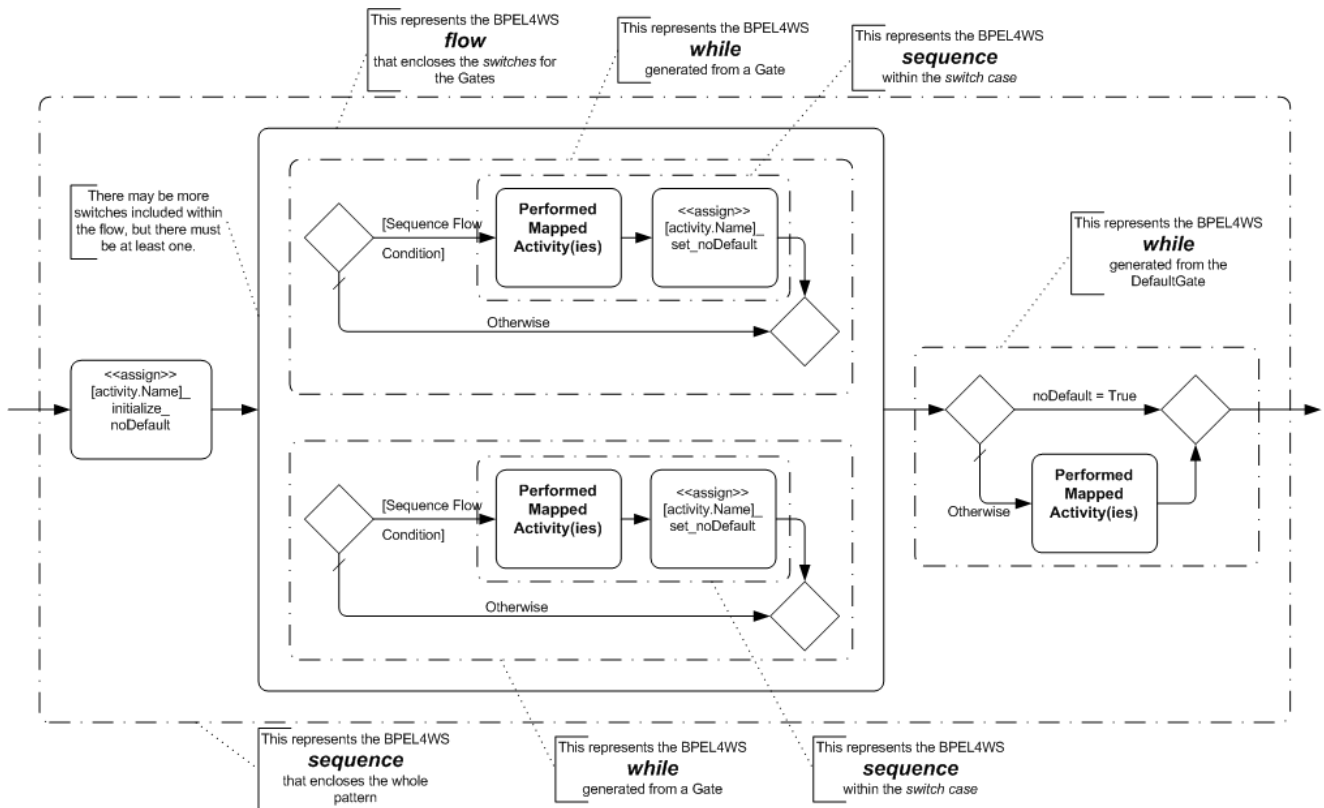 This represents the BPEL4WS
flow
that encloses the switches for
the Gates
This represents the BPEL4WS
while
generated from a Gate
This represents the BPEL4WS
sequence
within the switch case
There may be more
switches included within
the flow, but there must
be at least one.
[Sequence Flow
Condition]
Performed
Mapped
Activity(ies)
<<assign>>
[activity.Name]_
set_noDefault
Otherwise
This represents the BPEL4WS
while
generated from the
DefaultGate
<<assign>>
[activity.Name]_
initialize_
noDefault
noDefault = True
Otherwise
Performed
Mapped
Activity(ies)
[Sequence Flow
Condition]
Performed
Mapped
Activity(ies)
<<assign>>
[activity.Name]_
set_noDefault
Otherwise
This represents the BPEL4WS
sequence
that encloses the whole
pattern
This represents the BPEL4WS
while
generated from a Gate
This represents the BPEL4WS
sequence
within the switch case